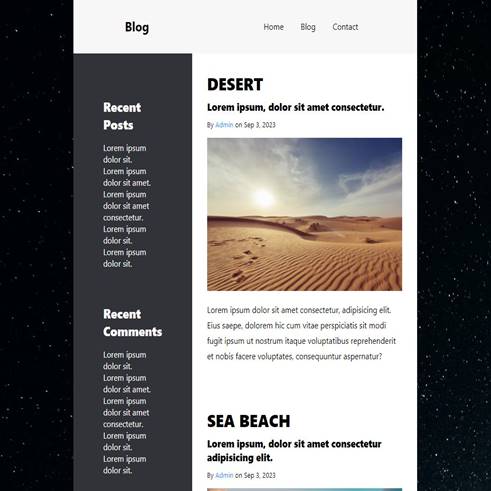 Blog
Home Blog Contact
Recent
Posts
Lorem ipsum
dolor sit.
Lorem ipsum
dolor sit amet.
Lorem ipsum
dolor sit amet
consectetur.
Lorem ipsum
dolor sit.
Lorem ipsum
dolor sit.
Recent
Comments
Lorem ipsum
dolor sit.
Lorem ipsum
dolor sit amet.
Lorem ipsum
dolor sit amet
consectetur.
Lorem ipsum
dolor sit.
Lorem ipsum
dolor sit.
DESERT
Lorem ipsum, dolor sit amet consectetur.
By Admin on Sep 3, 2023
Lorem ipsum dolor sit amet consectetur, adipisicing elit.
Eius saepe, dolorem hic cum vitae perspiciatis sit modi
fugit ipsum ut nostrum itaque voluptatibus reprehenderit
et nobis facere voluptates, consequuntur aspernatur?
SEA BEACH
Lorem ipsum, dolor sit amet consectetur
adipisicing elit.
By Admin on Sep 3, 2023